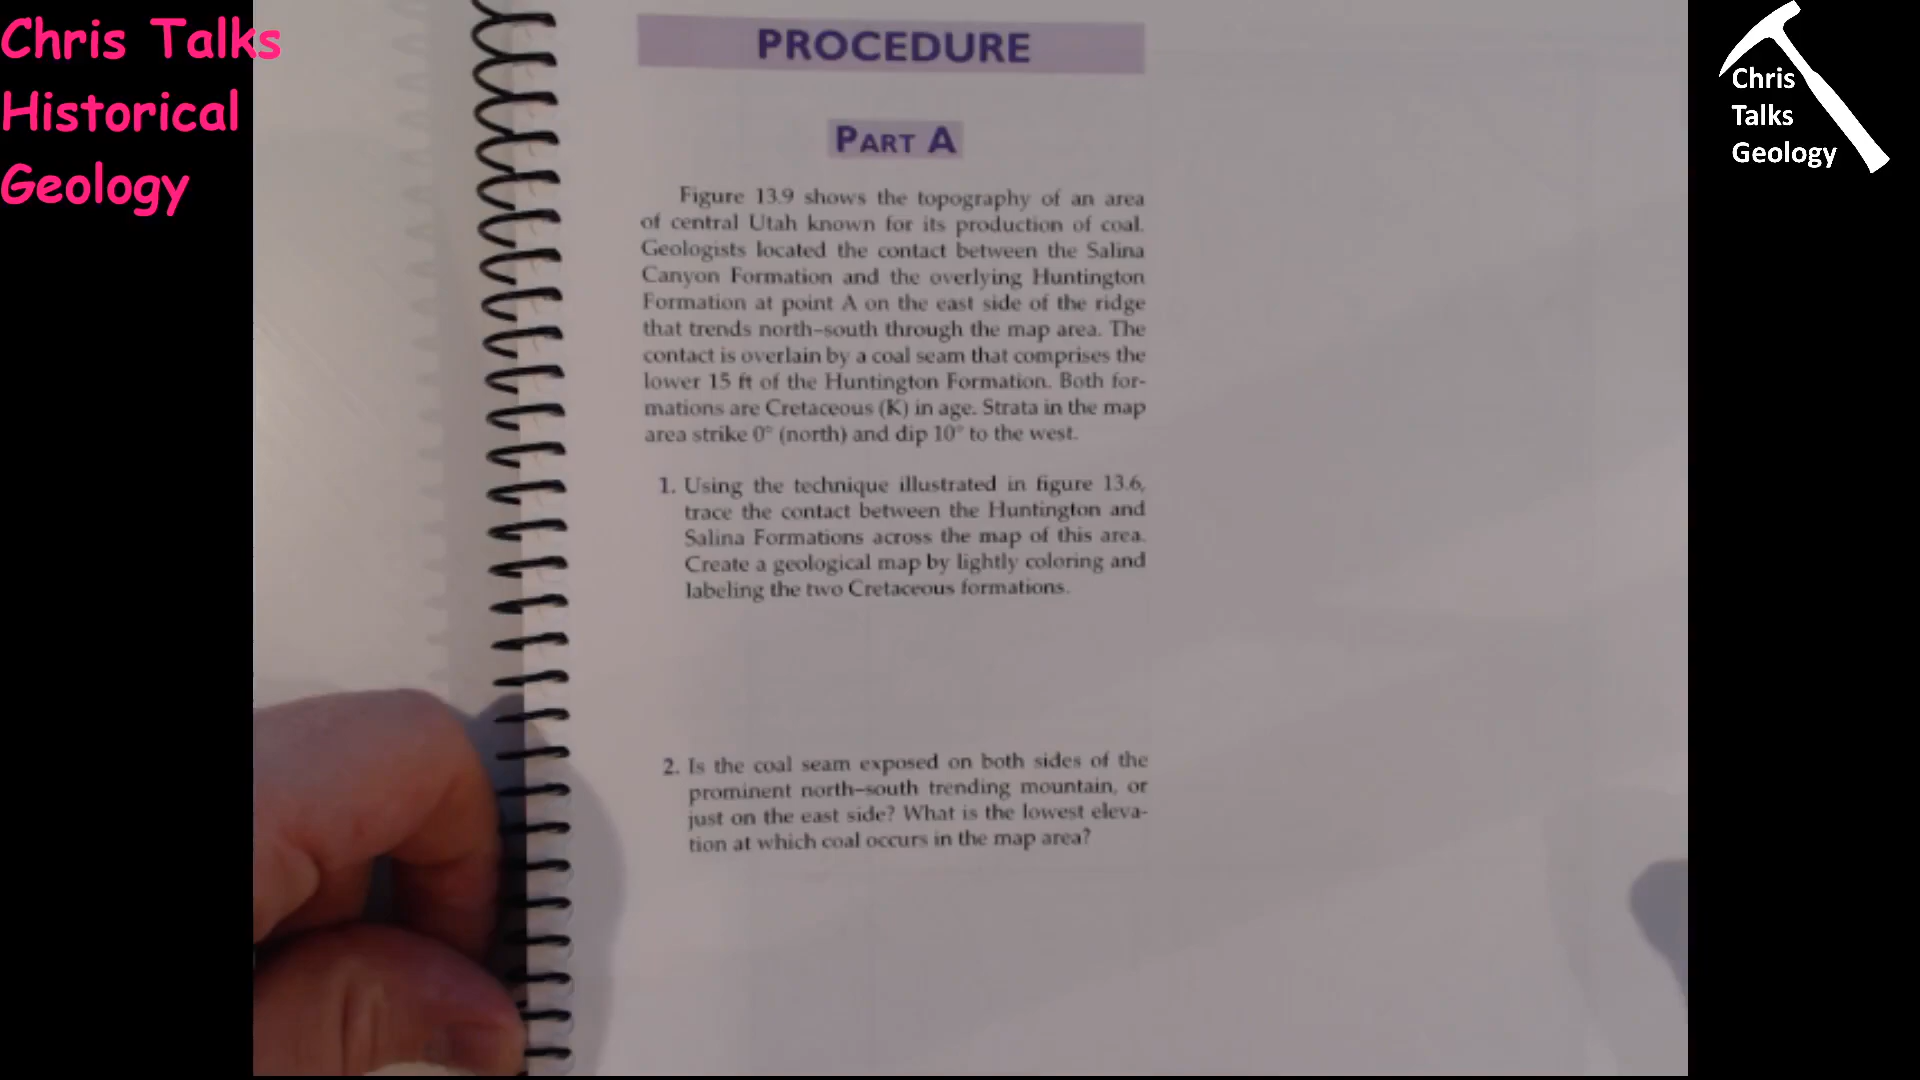 Chris Talks
Historical
Geology
Chris
Talks
Geology
PROCEDURE
PART A
Figure 13.9 shows the topography of an area
of central Utah known for its production of coal.
Geologists located the contact between the Salina
Canyon Formation and the overlying Huntington
Formation at point A on the east side of the ridge
that trends north–south through the map area. The
contact is overlain by a coal seam that comprises the
lower 15 ft of the Huntington Formation. Both for-
mations are Cretaceous (K) in age. Strata in the map
area strike 0° (north) and dip 10° to the west.
1. Using the technique illustrated in figure 13.6,
trace the contact between the Huntington and
Salina Formations across the map of this area.
Create a geological map by lightly coloring and
labeling the two Cretaceous formations.
2. Is the coal seam exposed on both sides of the
prominent north–south trending mountain, or
just on the east side? What is the lowest eleva-
tion at which coal occurs in the map area?